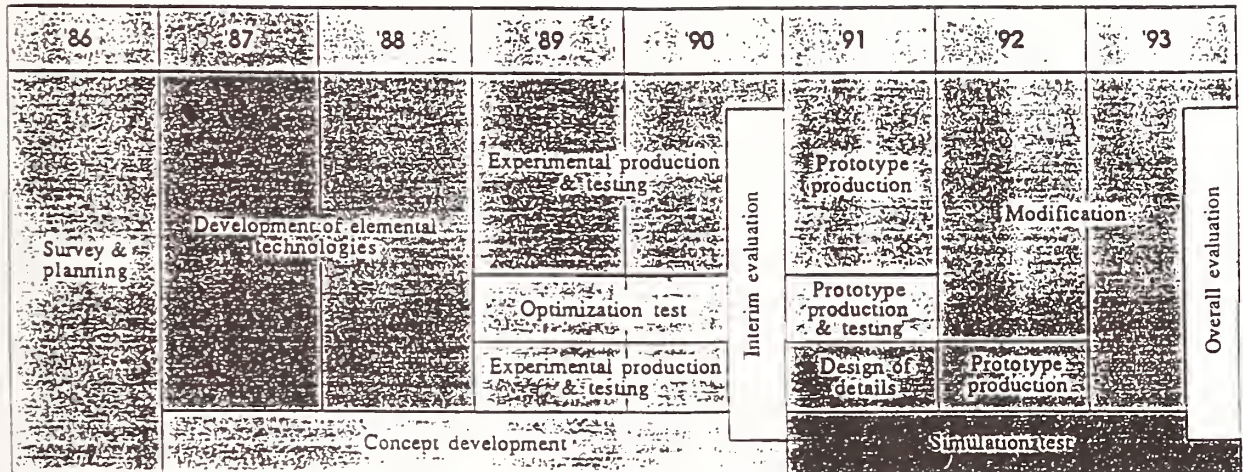 '86 '87 '88 '89 '90 '91 '92 '93
Survey &
planning
Development of elemental
technologies
Experimental production
& testing
Optimization test
Experimental production
& testing
Concept development
Interim evaluation
Prototype
production
Prototype
production
& testing
Design of
details
Modification
Prototype
production
Simulation test
Overall evaluation